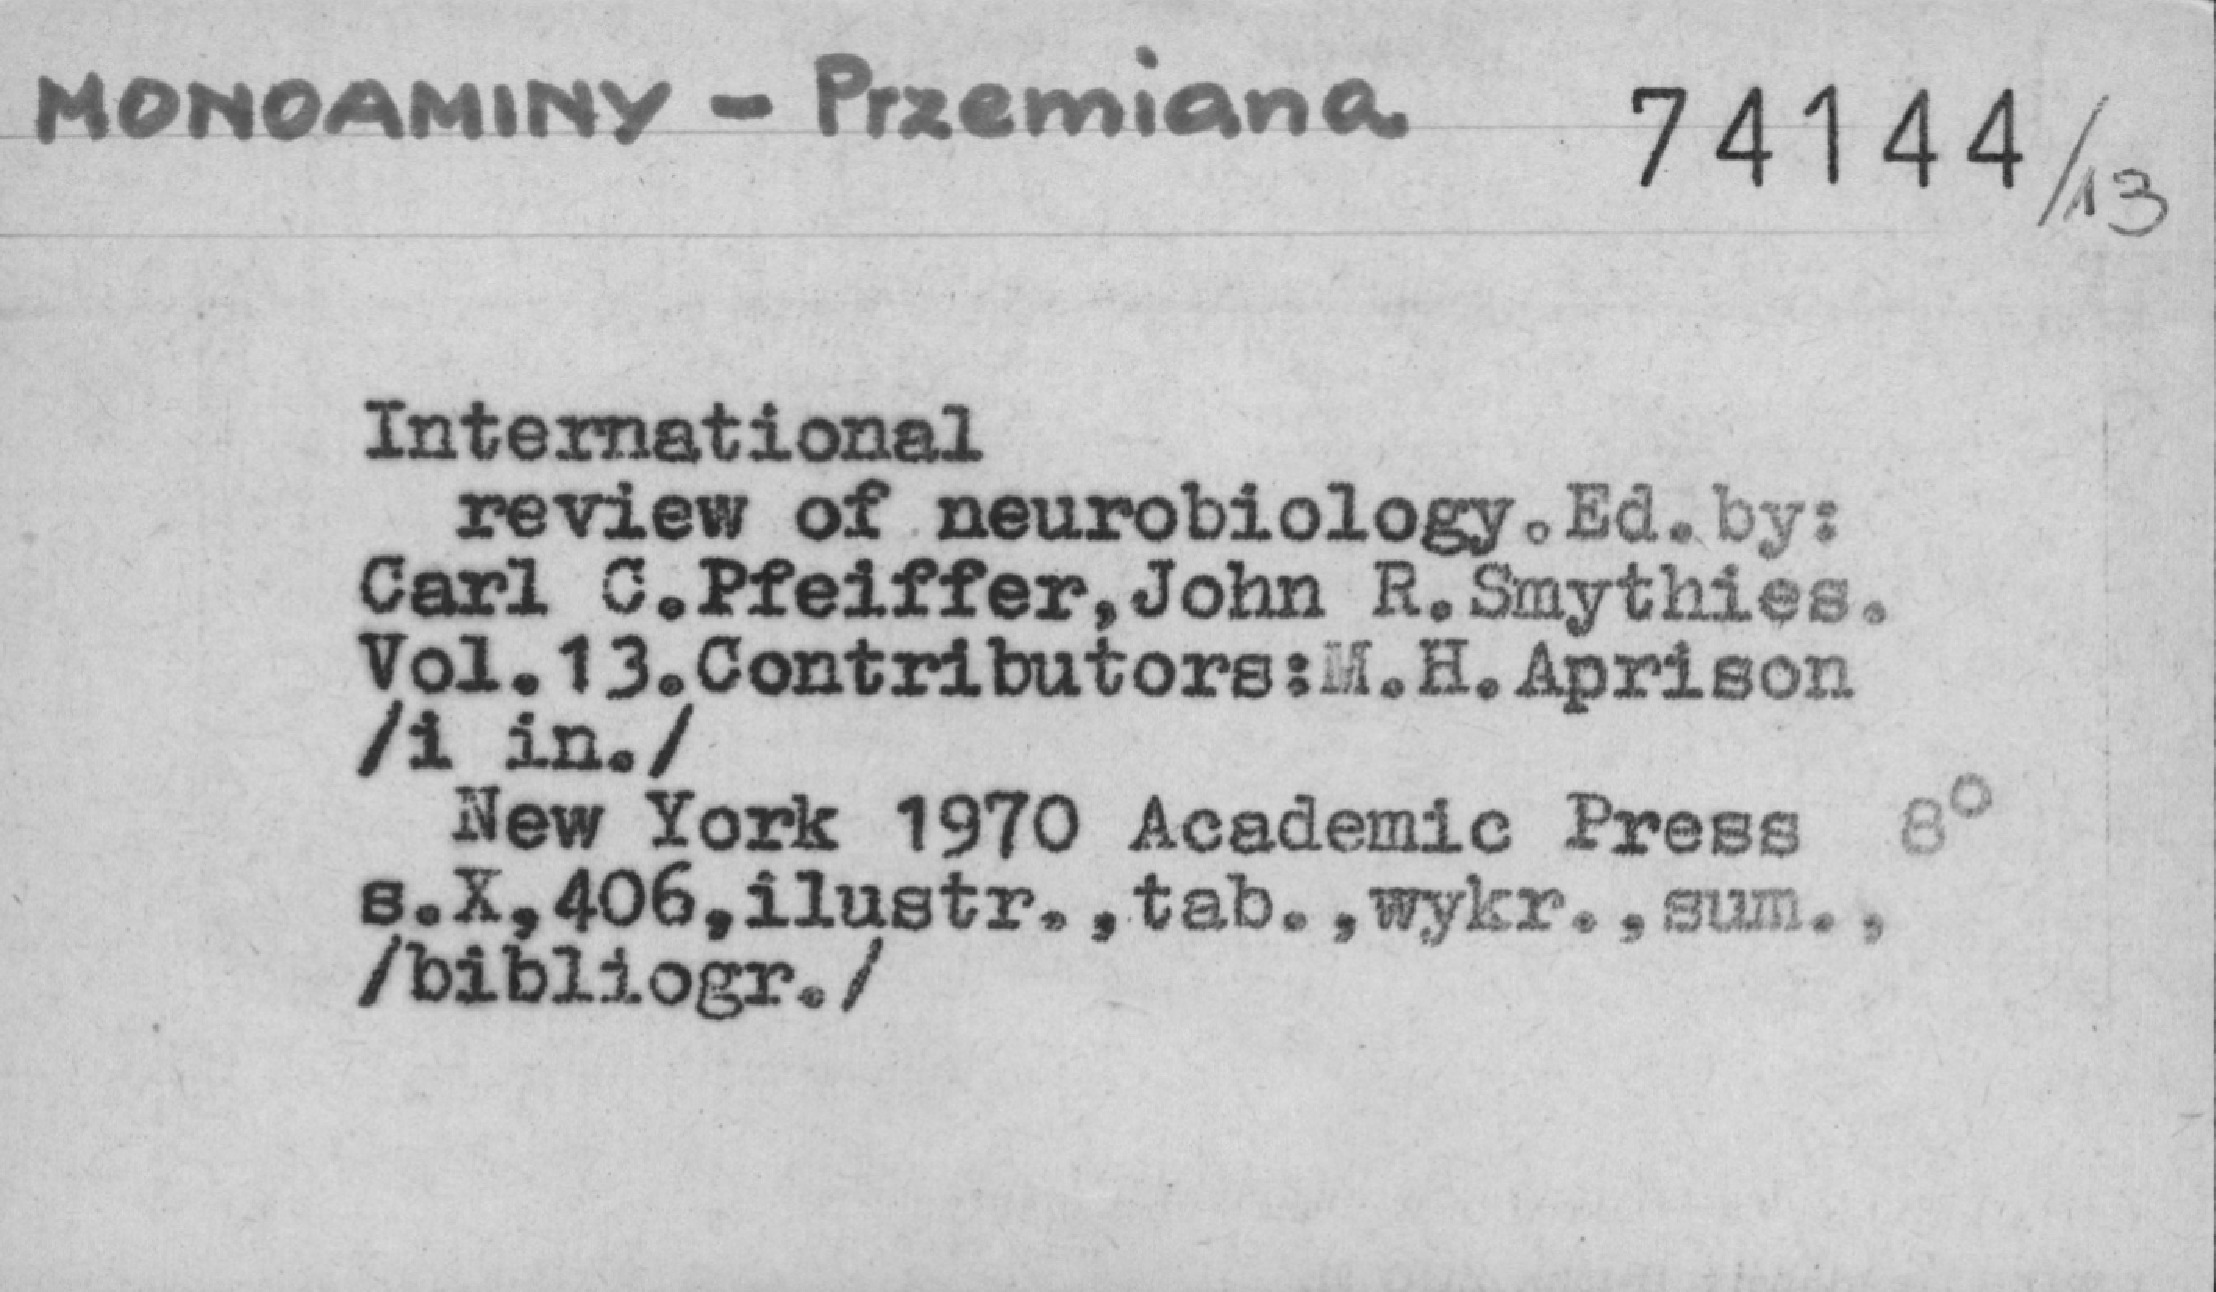 MONOAMINY - Przemiana 74144/13
International
review of neurobiology.Ed.by:
Carl C.Pfeiffer,John R.Smythies.
Vol.13.Contributors:M.H.Aprison
/i in./
New York 1970 Academic Press 8°
s.X,406,ilustr.,tab.,wykr.,sum.,
/bibliogr./